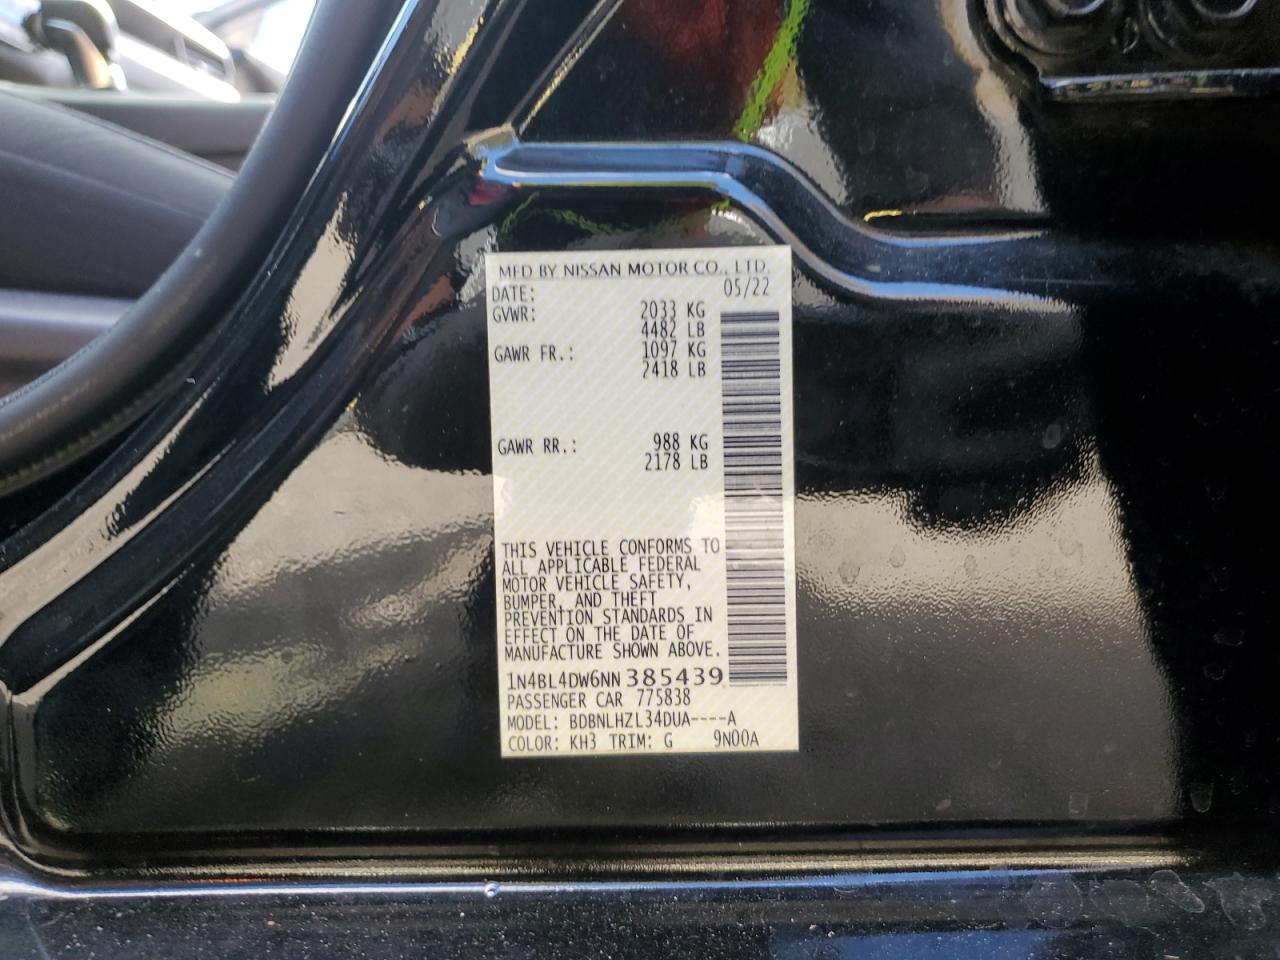 MFD BY NISSAN MOTOR CO., LTD.
DATE: 05/22
GVWR: 2033 KG
4482 LB
GAWR FR.: 1097 KG
2418 LB
GAWR RR.: 988 KG
2178 LB
THIS VEHICLE CONFORMS TO
ALL APPLICABLE FEDERAL
MOTOR VEHICLE SAFETY,
BUMPER, AND THEFT
PREVENTION STANDARDS IN
EFFECT ON THE DATE OF
MANUFACTURE SHOWN ABOVE.
1N4BL4DW6NN385439
PASSENGER CAR 775838
MODEL: BDBNLHZL34DUA----A
COLOR: KH3 TRIM: G 9N00A